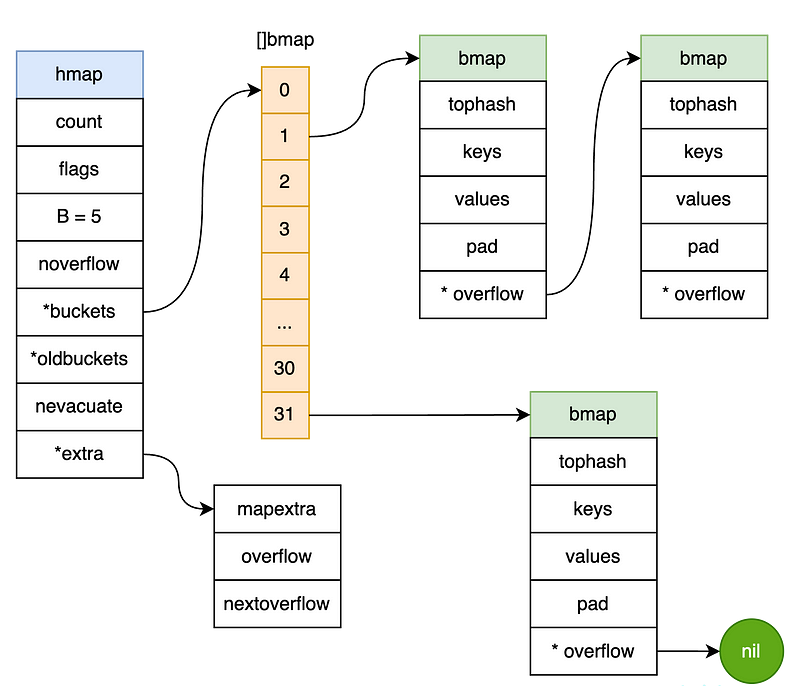 hmap
count
flags
B = 5
noverflow
*buckets
*oldbuckets
nevacuate
*extra
[]bmap
0
1
2
3
4
...
30
31
bmap
tophash
keys
values
pad
* overflow
bmap
tophash
keys
values
pad
* overflow
mapextra
overflow
nextoverflow
bmap
tophash
keys
values
pad
* overflow
nil